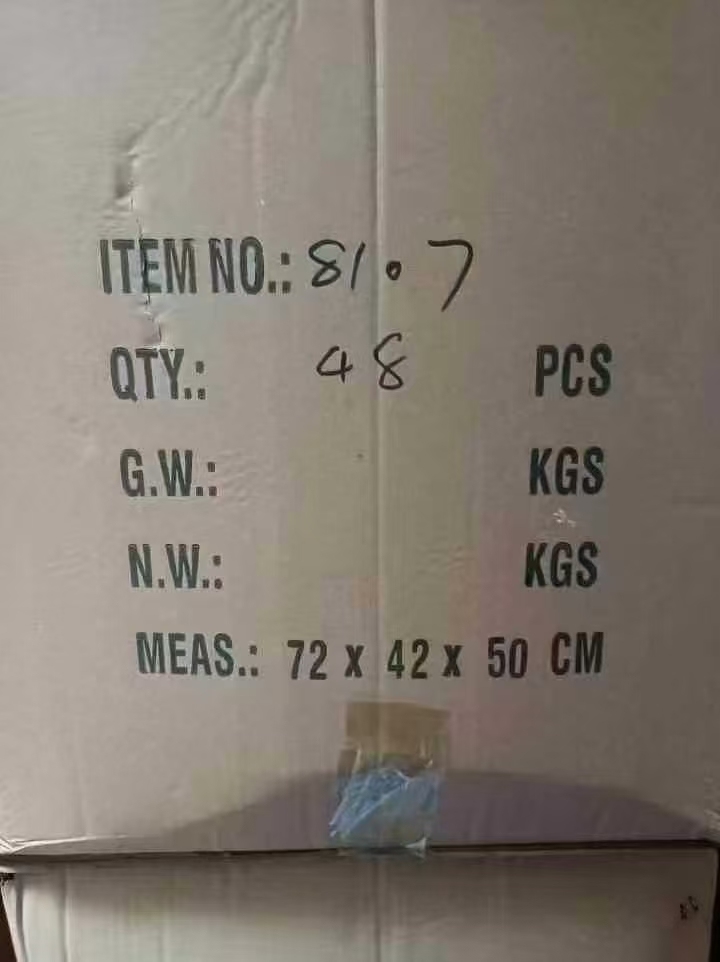 ITEM NO.: 81.7
QTY.: 48 PCS
G.W.: KGS
N.W.: KGS
MEAS.: 72 x 42 x 50 CM